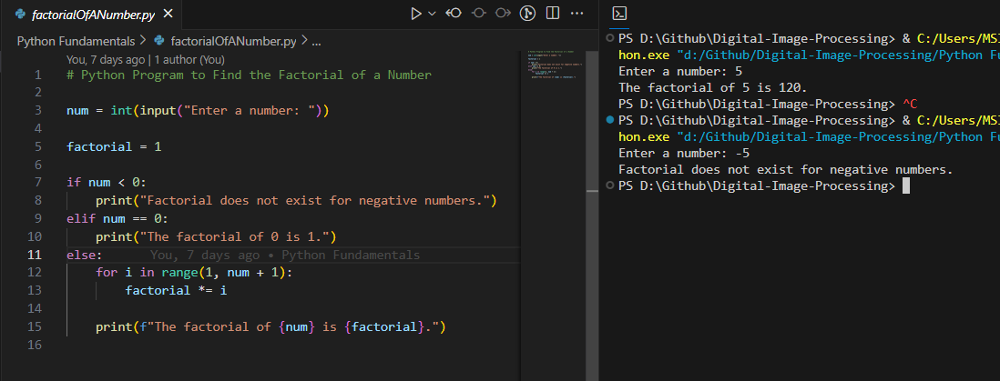 factorialOfANumber.py
Python Fundamentals > factorialOfANumber.py > ...
You, 7 days ago | 1 author (You)
1 # Python Program to Find the Factorial of a Number
2
3 num = int(input("Enter a number: "))
4
5 factorial = 1
6
7 if num < 0:
8     print("Factorial does not exist for negative numbers.")
9 elif num == 0:
10     print("The factorial of 0 is 1.")
11 else: You, 7 days ago • Python Fundamentals
12     for i in range(1, num + 1):
13         factorial *= i
14
15     print(f"The factorial of {num} is {factorial}.")
16
PS D:\Github\Digital-Image-Processing> & C:/Users/MSI
hon.exe "d:/Github/Digital-Image-Processing/Python Fu
Enter a number: 5
The factorial of 5 is 120.
PS D:\Github\Digital-Image-Processing> ^C
PS D:\Github\Digital-Image-Processing> & C:/Users/MSI
hon.exe "d:/Github/Digital-Image-Processing/Python Fu
Enter a number: -5
Factorial does not exist for negative numbers.
PS D:\Github\Digital-Image-Processing>